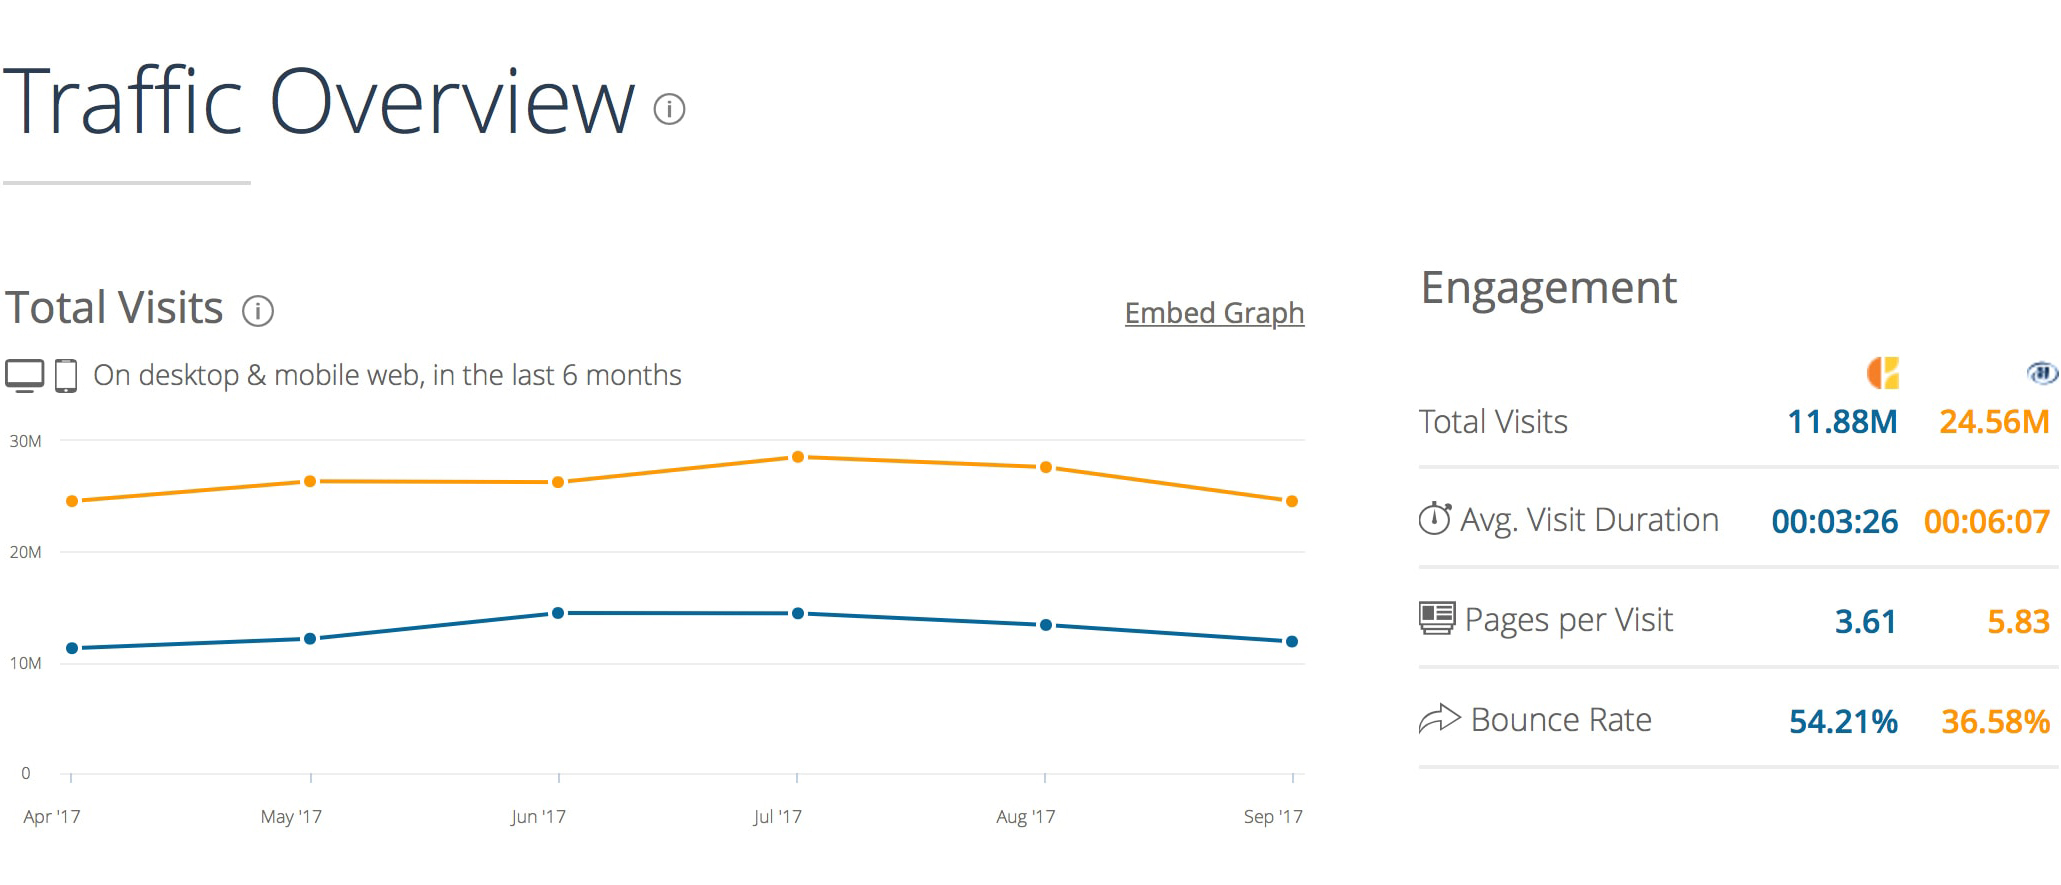 Traffic Overview
Total Visits
Embed Graph
On desktop & mobile web, in the last 6 months
30M
20M
10M
0
Apr '17 May '17 Jun '17 Jul '17 Aug '17 Sep '17
Engagement
Total Visits 11.88M 24.56M
Avg. Visit Duration 00:03:26 00:06:07
Pages per Visit 3.61 5.83
Bounce Rate 54.21% 36.58%